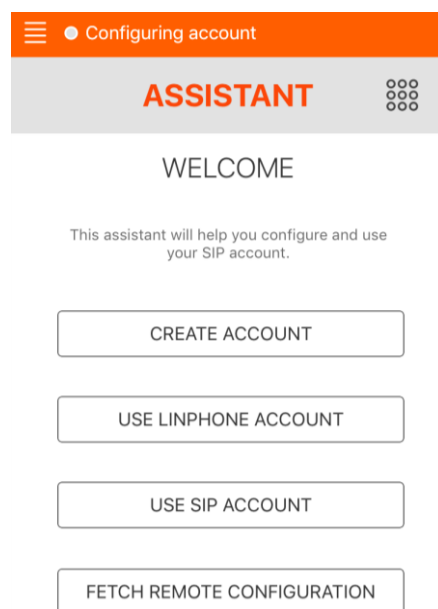 Configuring account
ASSISTANT
WELCOME
This assistant will help you configure and use
your SIP account.
CREATE ACCOUNT
USE LINPHONE ACCOUNT
USE SIP ACCOUNT
FETCH REMOTE CONFIGURATION